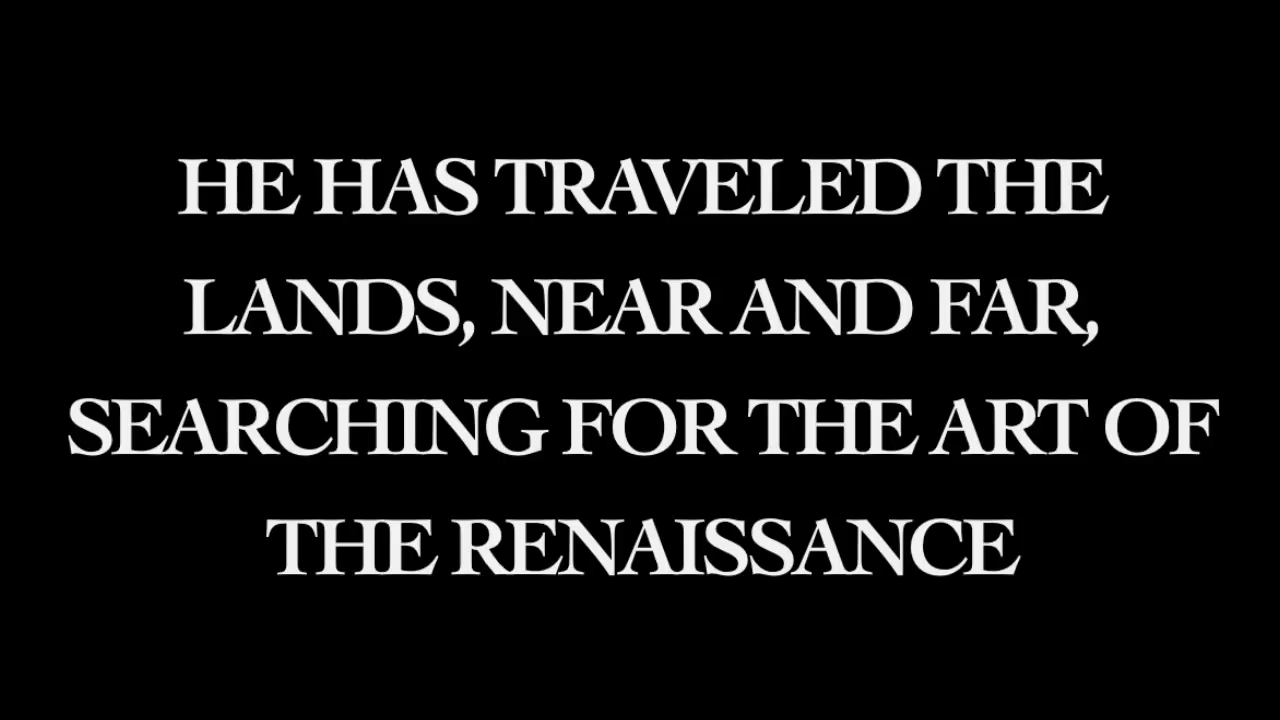 HE HAS TRAVELED THE
LANDS, NEAR AND FAR,
SEARCHING FOR THE ART OF
THE RENAISSANCE